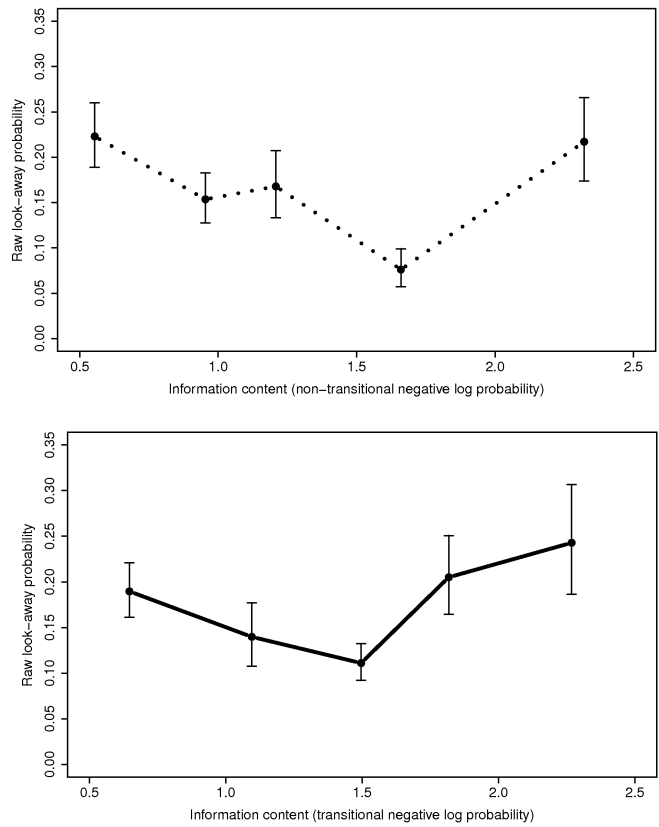 Raw look−away probability
0.35
0.30
0.25
0.20
0.15
0.10
0.05
0.00
0.5 1.0 1.5 2.0 2.5
Information content (non−transitional negative log probability)
Raw look−away probability
0.35
0.30
0.25
0.20
0.15
0.10
0.05
0.00
0.5 1.0 1.5 2.0 2.5
Information content (transitional negative log probability)